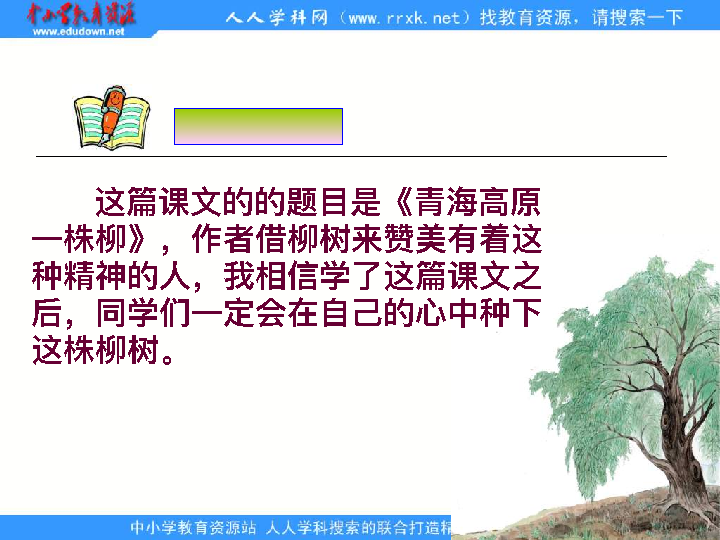 中小学教育资源
www.edudown.net
人人学科网（www.rrxk.net）找教育资源，请搜索一下
这篇课文的的题目是《青海高原
一株柳》，作者借柳树来赞美有着这
种精神的人，我相信学了这篇课文之
后，同学们一定会在自己的心中种下
这株柳树。
中小学教育资源站 人人学科搜索的联合打造精